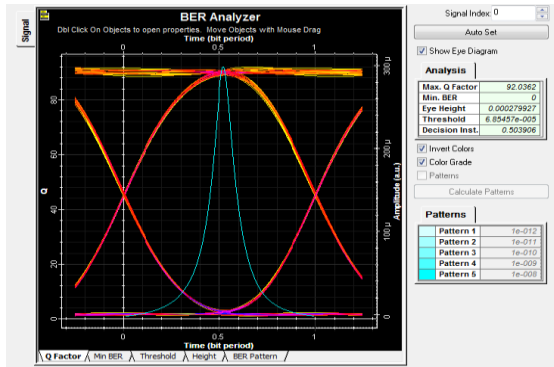 BER Analyzer
Dbl Click On Objects to open properties. Move Objects with Mouse Drag
Time (bit period)
0 0.5 1
Signal
Q
80
60
40
20
0
300 µ
200 µ
100 µ
0
Amplitude (a.u.)
0 0.5 1
Time (bit period)
Q Factor Min BER Threshold Height BER Pattern
Signal Index: 0
Auto Set
Show Eye Diagram
Analysis
Max. Q Factor 92.0362
Min. BER 0
Eye Height 0.000279927
Threshold 6.85457e-005
Decision Inst. 0.503906
Invert Colors
Color Grade
Patterns
Calculate Patterns
Patterns
Pattern 1 1e-012
Pattern 2 1e-011
Pattern 3 1e-010
Pattern 4 1e-009
Pattern 5 1e-008